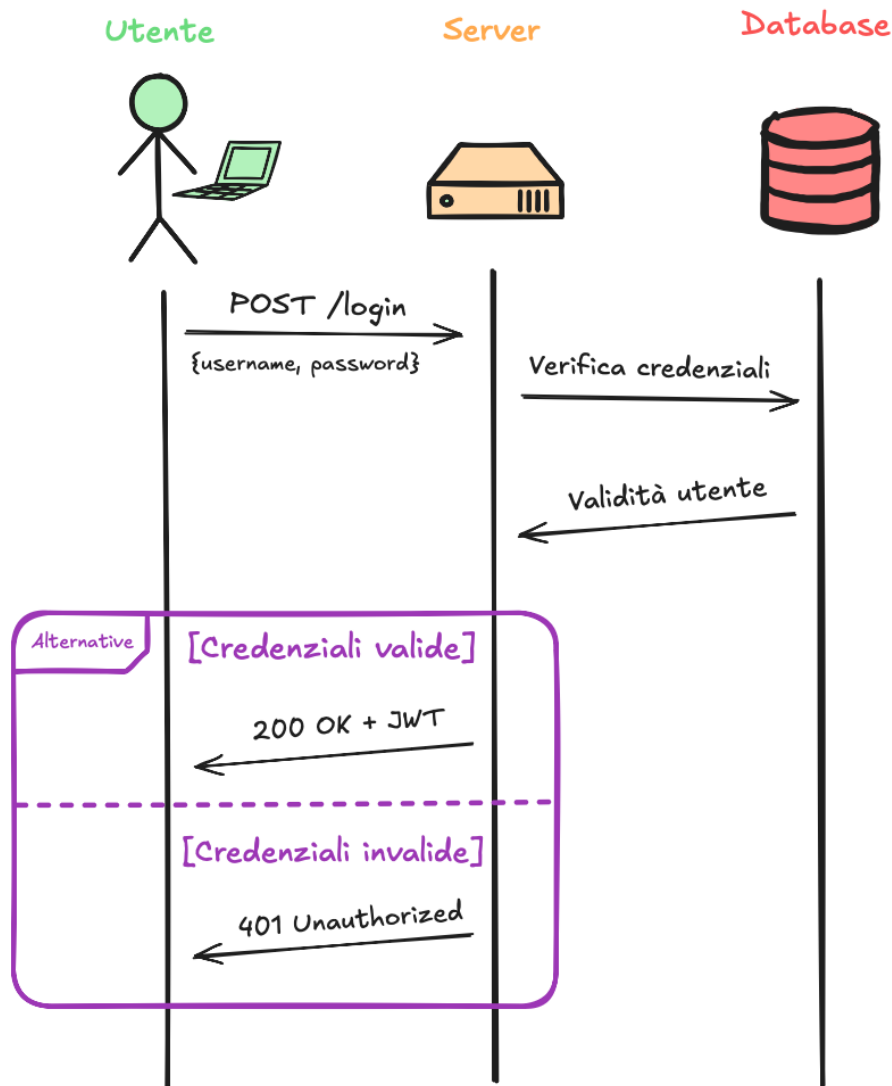 Utente
Server
Database
POST /login
{username, password}
Verifica credenziali
Validità utente
Alternative
[Credenziali valide]
200 OK + JWT
[Credenziali invalide]
401 Unauthorized